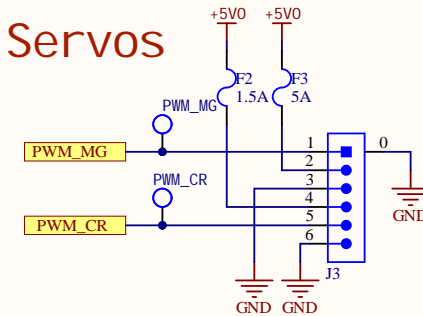 Servos
+5V0
+5V0
F2
1.5A
F3
5A
PWM_MG
PWM_MG
PWM_CR
PWM_CR
1
2
3
4
5
6
0
J3
GND
GND
GND